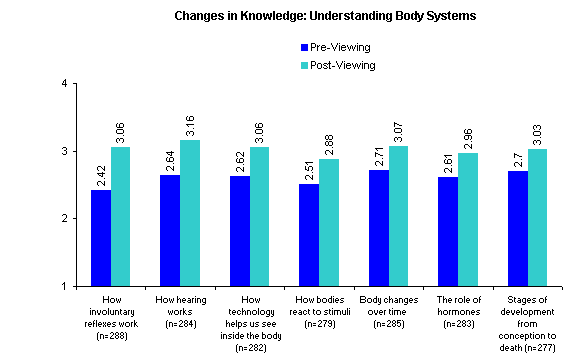 Changes in Knowledge: Understanding Body Systems
Pre-Viewing
Post-Viewing
4
3
2
1
2.42
3.06
2.64
3.16
2.62
3.06
2.51
2.88
2.71
3.07
2.61
2.96
2.7
3.03
How
involuntary
reflexes work
(n=288)
How hearing
works
(n=284)
How
technology
helps us see
inside the body
(n=282)
How bodies
react to stimuli
(n=279)
Body changes
over time
(n=285)
The role of
hormones
(n=283)
Stages of
development
from
conception to
death (n=277)